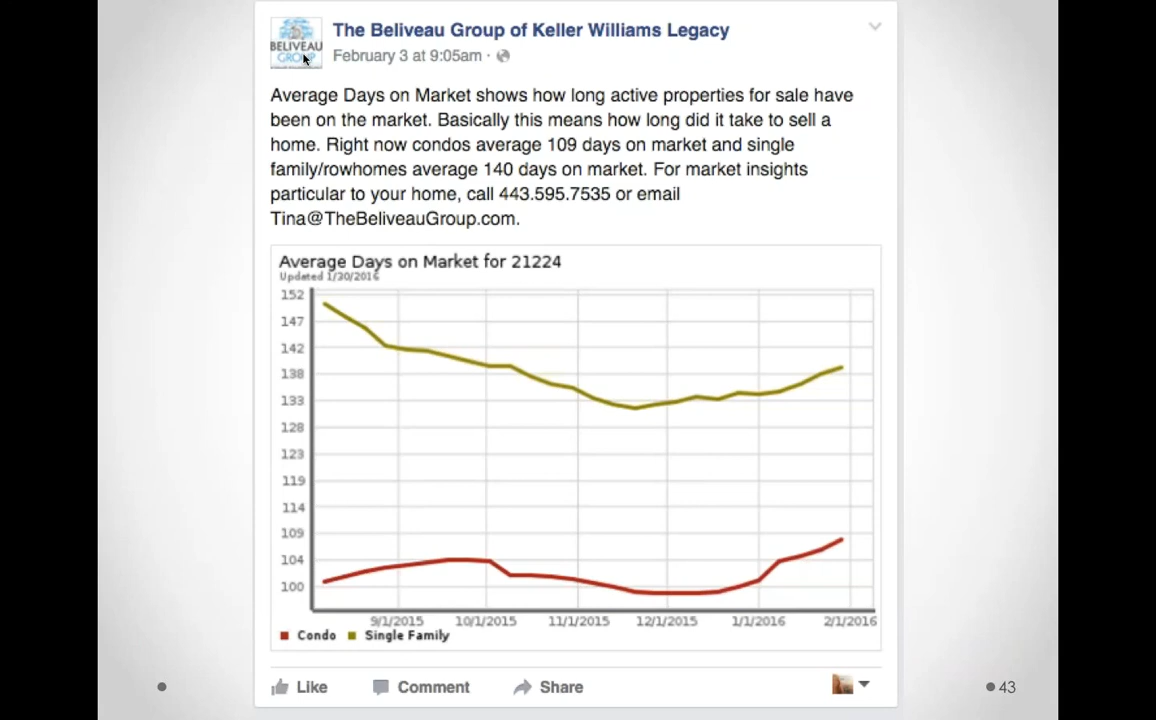 BELIVEAU
GROUP
The Beliveau Group of Keller Williams Legacy
February 3 at 9:05am ·
Average Days on Market shows how long active properties for sale have
been on the market. Basically this means how long did it take to sell a
home. Right now condos average 109 days on market and single
family/rowhomes average 140 days on market. For market insights
particular to your home, call 443.595.7535 or email
Tina@TheBeliveauGroup.com.
Average Days on Market for 21224
Updated 1/30/2016
152
147
142
138
133
128
123
119
114
109
104
100
9/1/2015 10/1/2015 11/1/2015 12/1/2015 1/1/2016 2/1/2016
Condo Single Family
Like Comment Share
43